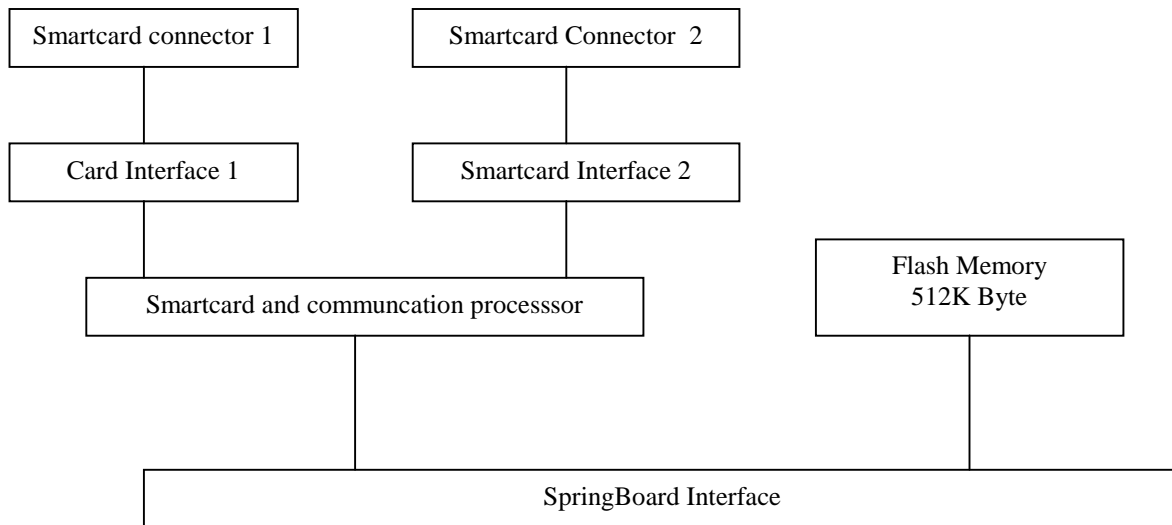 Smartcard connector 1
Smartcard Connector  2
Card Interface 1
Smartcard Interface 2
Flash Memory
512K Byte
Smartcard and communcation processsor
SpringBoard Interface